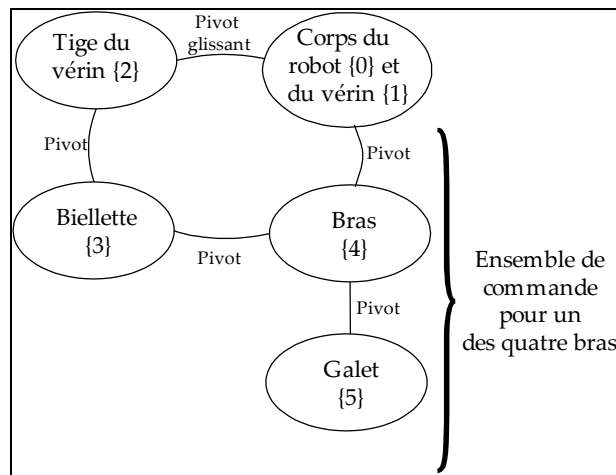 Pivot
glissant
Tige du
vérin {2}
Corps du
robot {0} et
du vérin {1}
Pivot
Pivot
Biellette
{3}
Bras
{4}
Pivot
Ensemble de
commande
pour un
des quatre bras
Pivot
Galet
{5}